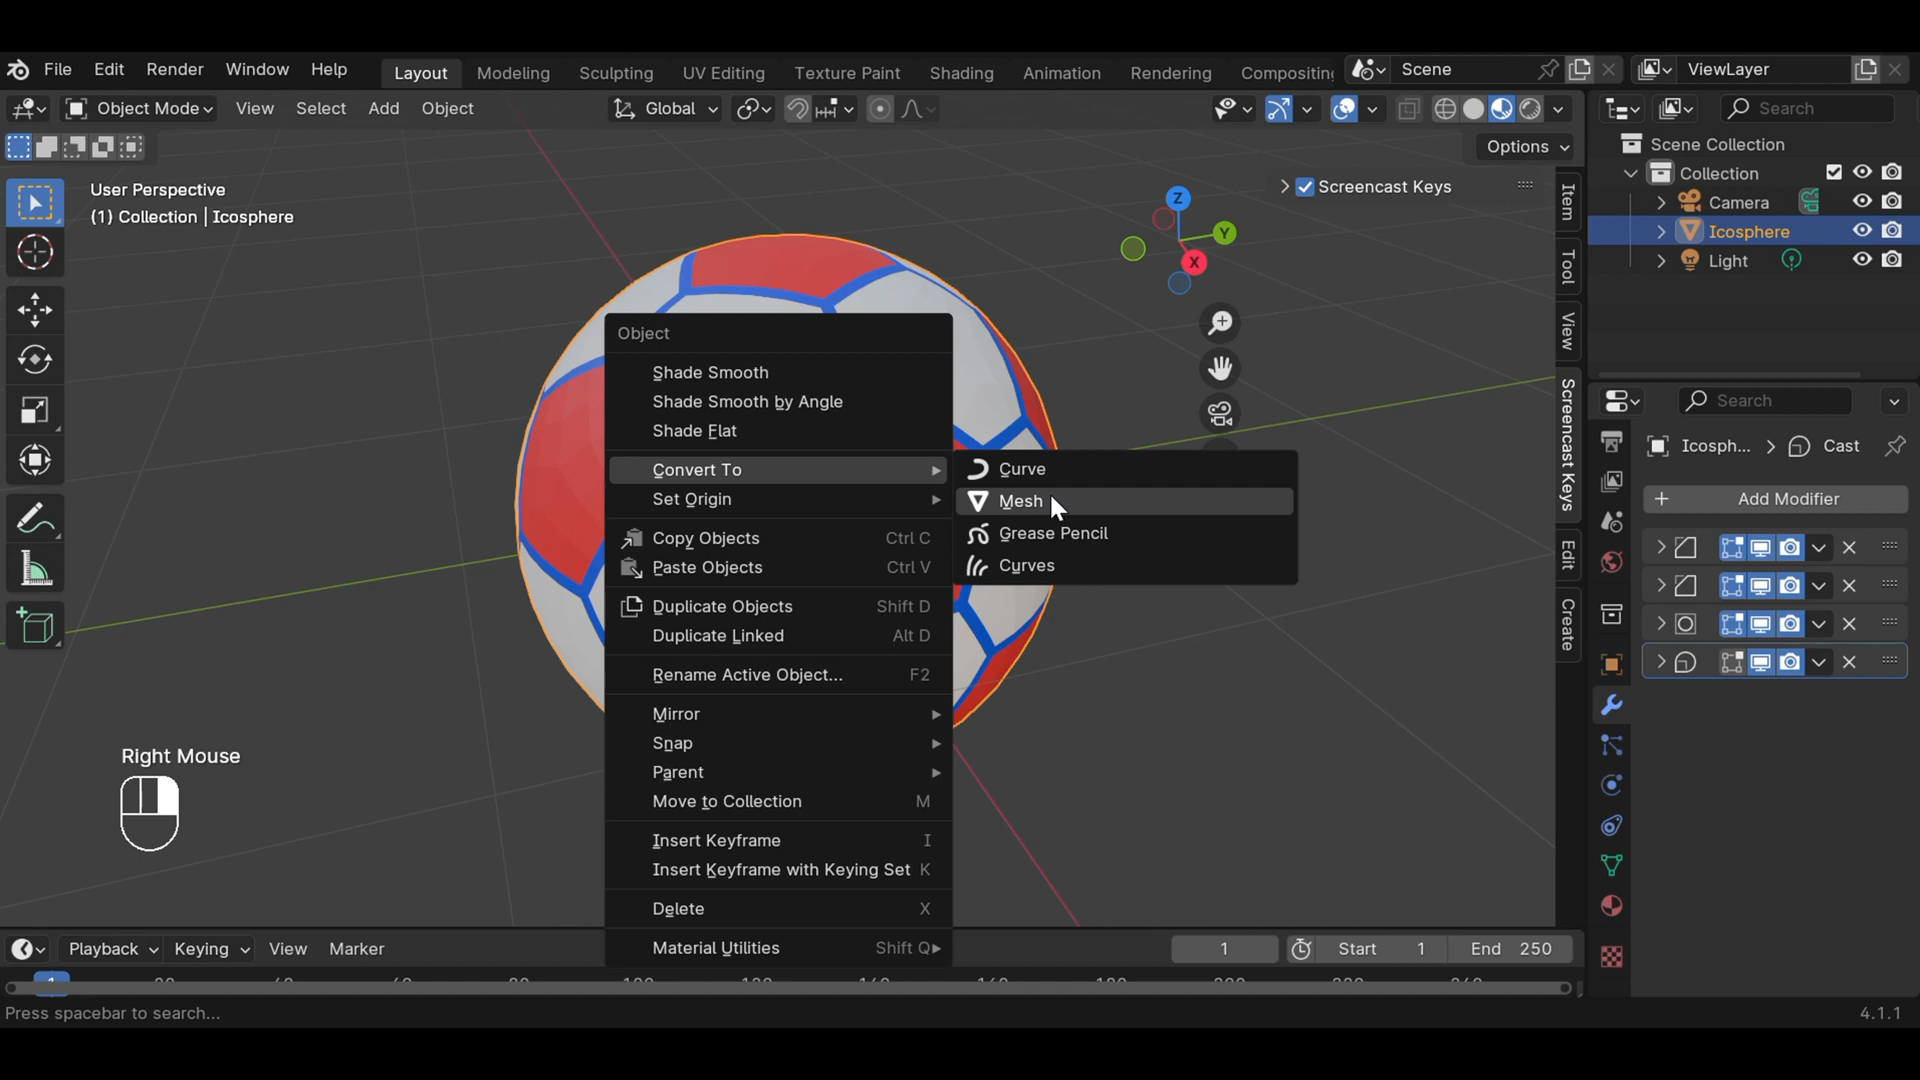 File Edit Render Window Help Layout Modeling Sculpting UV Editing Texture Paint Shading Animation Rendering Compositing Scene ViewLayer
Object Mode View Select Add Object Global Search
Options
User Perspective
(1) Collection | Icosphere
Screencast Keys
Z
Y
X
Item
Tool
View
Screencast Keys
Edit
Create
Scene Collection
Collection
Camera
Icosphere
Light
Search
Icosph... Cast
Add Modifier
Object
Shade Smooth
Shade Smooth by Angle
Shade Flat
Convert To
Set Origin
Copy Objects Ctrl C
Paste Objects Ctrl V
Duplicate Objects Shift D
Duplicate Linked Alt D
Rename Active Object... F2
Mirror
Snap
Parent
Move to Collection M
Insert Keyframe I
Insert Keyframe with Keying Set K
Delete X
Material Utilities Shift Q
Curve
Mesh
Grease Pencil
Curves
Right Mouse
Playback Keying View Marker 1 Start 1 End 250
Press spacebar to search... 4.1.1